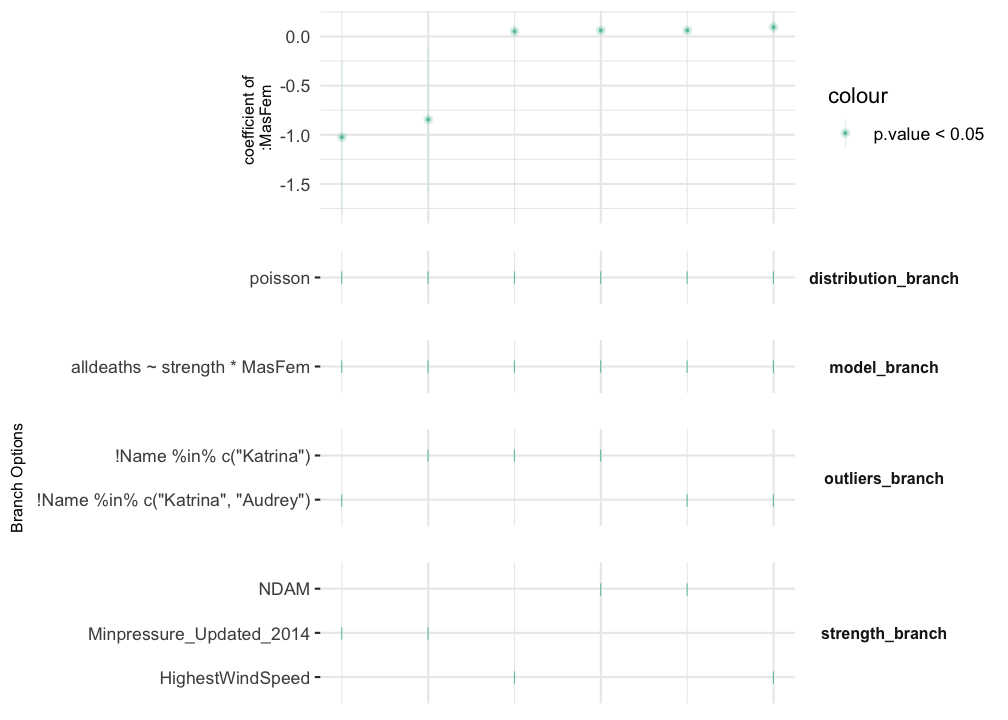 0.0
-0.5
-1.0
-1.5
coefficient of
:MasFem
colour
p.value < 0.05
poisson
distribution_branch
alldeaths ~ strength * MasFem
model_branch
Branch Options
!Name %in% c("Katrina")
!Name %in% c("Katrina", "Audrey")
outliers_branch
NDAM
Minpressure_Updated_2014
HighestWindSpeed
strength_branch